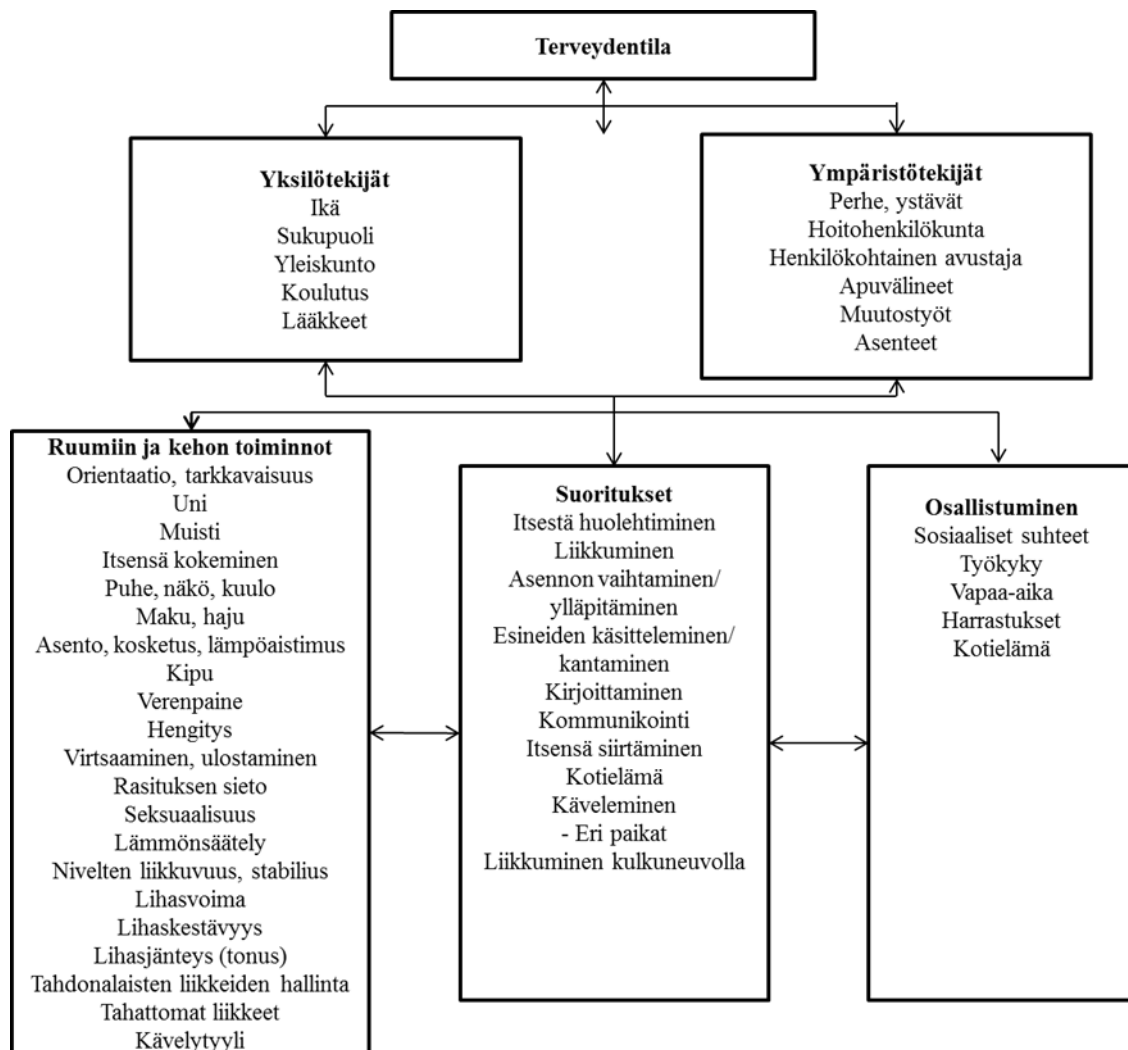 Terveydentila
Yksilötekijät
Ikä
Sukupuoli
Yleiskunto
Koulutus
Lääkkeet
Ympäristötekijät
Perhe, ystävät
Hoitohenkilökunta
Henkilökohtainen avustaja
Apuvälineet
Muutostyöt
Asenteet
Ruumiin ja kehon toiminnot
Orientaatio, tarkkavaisuus
Uni
Muisti
Itsensä kokeminen
Puhe, näkö, kuulo
Maku, haju
Asento, kosketus, lämpöaistimus
Kipu
Verenpaine
Hengitys
Virtsaaminen, ulostaminen
Rasituksen sieto
Seksuaalisuus
Lämmönsäätely
Nivelten liikkuvuus, stabilius
Lihasvoima
Lihaskestävyys
Lihasjänteys (tonus)
Tahdonalaisten liikkeiden hallinta
Tahattomat liikkeet
Kävelytyyli
Suoritukset
Itsestä huolehtiminen
Liikkuminen
Asennon vaihtaminen/
ylläpitäminen
Esineiden käsitteleminen/
kantaminen
Kirjoittaminen
Kommunikointi
Itsensä siirtäminen
Kotielämä
Käveleminen
- Eri paikat
Liikkuminen kulkuneuvolla
Osallistuminen
Sosiaaliset suhteet
Työkyky
Vapaa-aika
Harrastukset
Kotielämä